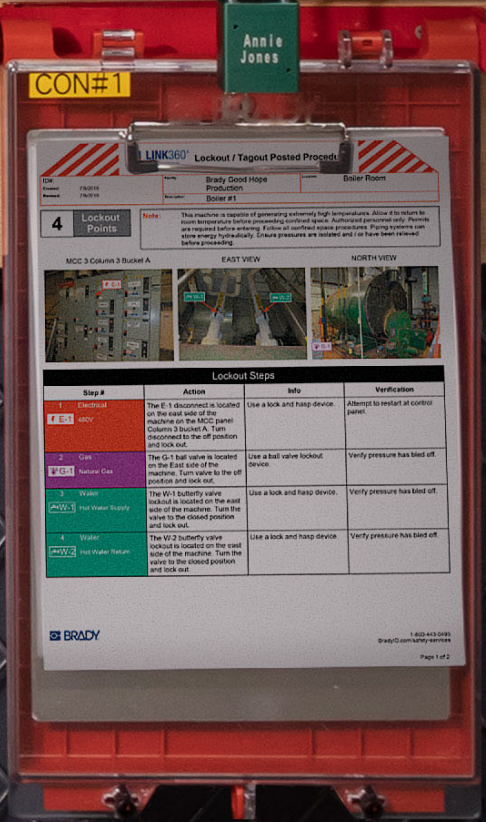 Annie
Jones
CON#1
LINK360® Lockout / Tagout Posted Procedu
ID#:
Created: 7/9/2018
Revised: 7/9/2018
Facility: Brady Good Hope
Production
Location: Boiler Room
Description: Boiler #1
4 Lockout
Points
Note: This machine is capable of generating extremely high temperatures. Allow it to return to
room temperature before proceeding confined space. Authorized personnel only. Permits
are required before entering. Follow all confined space procedures. Piping systems can
store energy hydraulically. Ensure pressures are isolated and / or have been relieved
before proceeding.
MCC 3 Column 3 Bucket A EAST VIEW NORTH VIEW
E-1
W-1 W-2
G-1
Lockout Steps
Step # Action Info Verification
1 Electrical
E-1 480V
The E-1 disconnect is located
on the east side of the
machine on the MCC panel
Column 3 bucket A. Turn
disconnect to the off position
and lock out.
Use a lock and hasp device.
Attempt to restart at control
panel.
2 Gas
G-1 Natural Gas
The G-1 ball valve is located
on the East side of the
machine. Turn valve to the off
position and lock out.
Use a ball valve lockout
device.
Verify pressure has bled off.
3 Water
W-1 Hot Water Supply
The W-1 butterfly valve
lockout is located on the east
side of the machine. Turn the
valve to the closed position
and lock out.
Use a lock and hasp device.
Verify pressure has bled off.
4 Water
W-2 Hot Water Return
The W-2 butterfly valve
lockout is located on the east
side of the machine. Turn the
valve to the closed position
and lock out.
Use a lock and hasp device.
Verify pressure has bled off.
BRADY
1-800-443-0495
BradyID.com/safety-services
Page 1 of 2